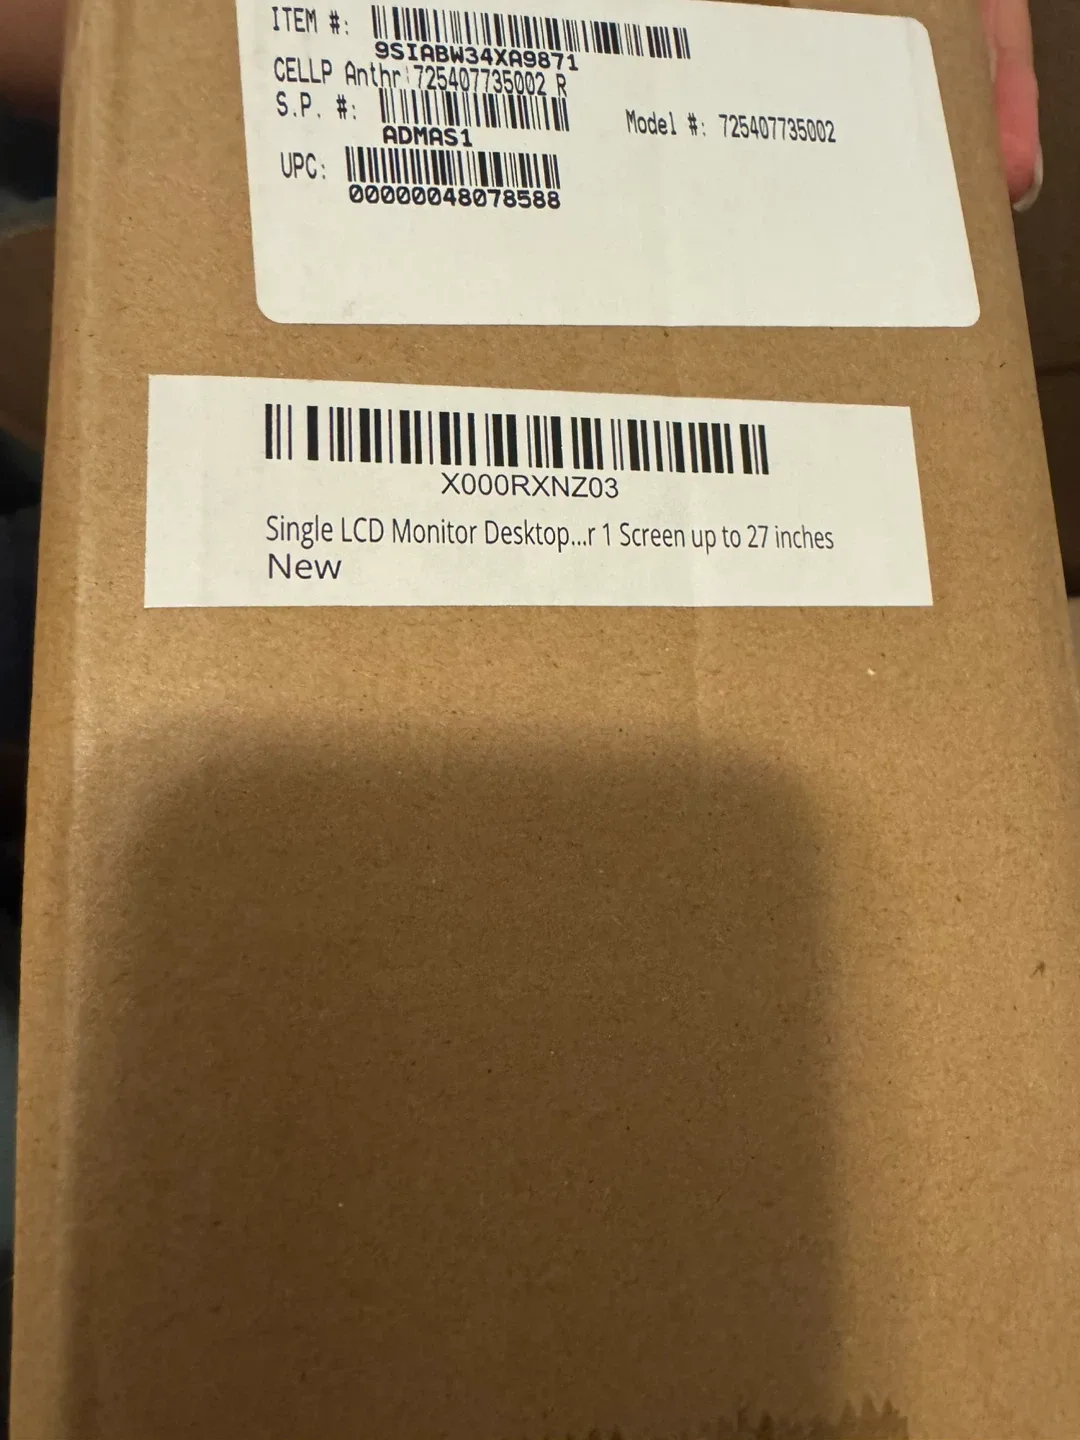 ITEM #:
9SIABW34XA9871
CELLP Anthr 725407735002 R
S.P. #:
ADMAS1
Model #: 725407735002
UPC:
00000048078588
X000RXNZ03
Single LCD Monitor Desktop...r 1 Screen up to 27 inches
New